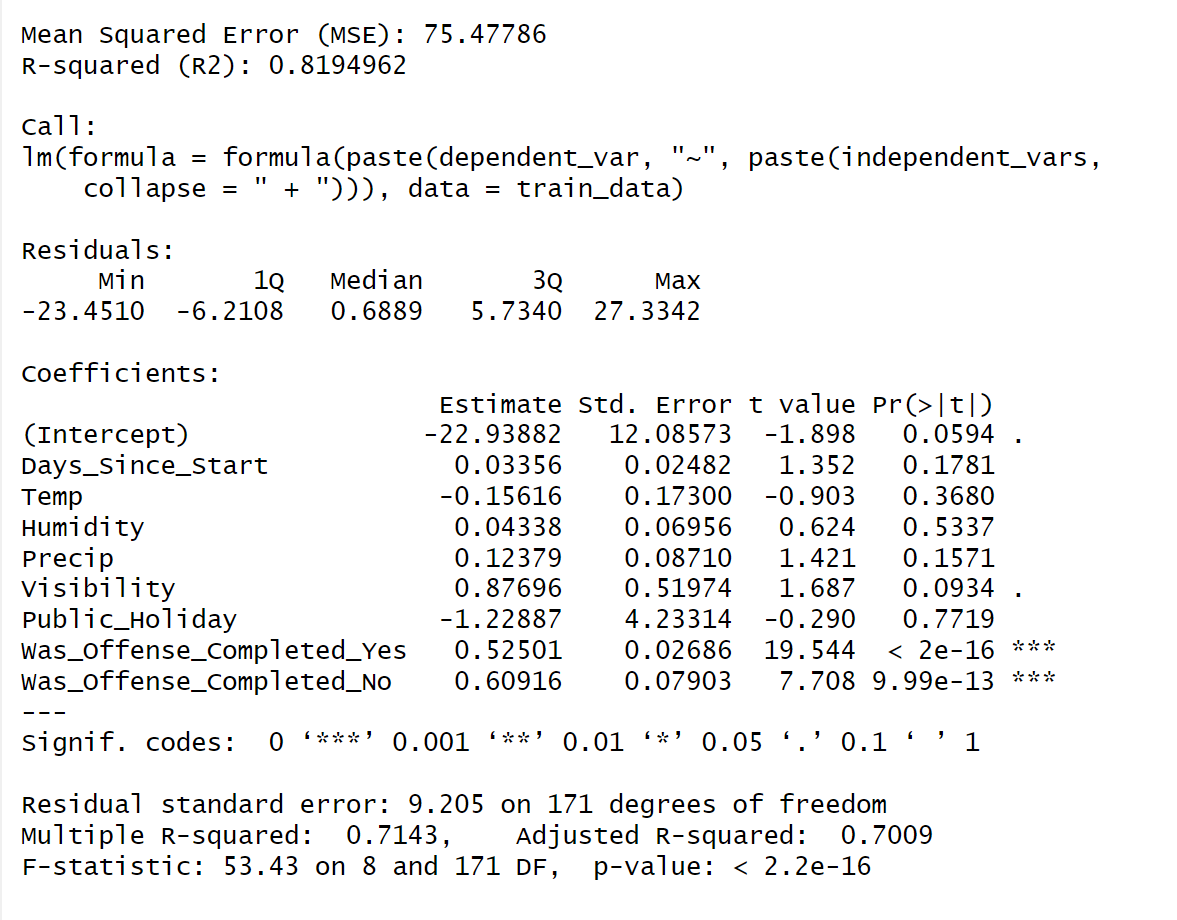 Mean Squared Error (MSE): 75.47786
R-squared (R2): 0.8194962
Call:
lm(formula = formula(paste(dependent_var, "~", paste(independent_vars,
    collapse = " + "))), data = train_data)
Residuals:
     Min       1Q   Median       3Q      Max
-23.4510  -6.2108   0.6889   5.7340  27.3342
Coefficients:
                           Estimate Std. Error t value Pr(>|t|)
(Intercept)               -22.93882   12.08573  -1.898   0.0594 .
Days_Since_Start            0.03356    0.02482   1.352   0.1781
Temp                       -0.15616    0.17300  -0.903   0.3680
Humidity                    0.04338    0.06956   0.624   0.5337
Precip                      0.12379    0.08710   1.421   0.1571
Visibility                  0.87696    0.51974   1.687   0.0934 .
Public_Holiday             -1.22887    4.23314  -0.290   0.7719
Was_Offense_Completed_Yes   0.52501    0.02686  19.544  < 2e-16 ***
Was_Offense_Completed_No    0.60916    0.07903   7.708 9.99e-13 ***
---
Signif. codes:  0 ‘***’ 0.001 ‘**’ 0.01 ‘*’ 0.05 ‘.’ 0.1 ‘ ’ 1
Residual standard error: 9.205 on 171 degrees of freedom
Multiple R-squared:  0.7143,    Adjusted R-squared:  0.7009
F-statistic: 53.43 on 8 and 171 DF,  p-value: < 2.2e-16